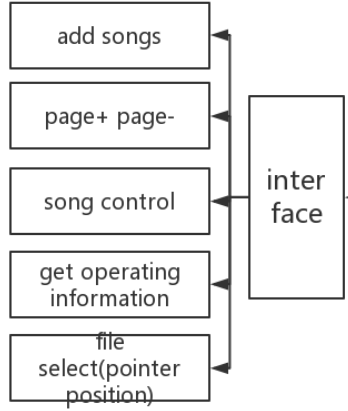 add songs
page+ page-
song control
inter
face
get operating
information
file
select(pointer
position)